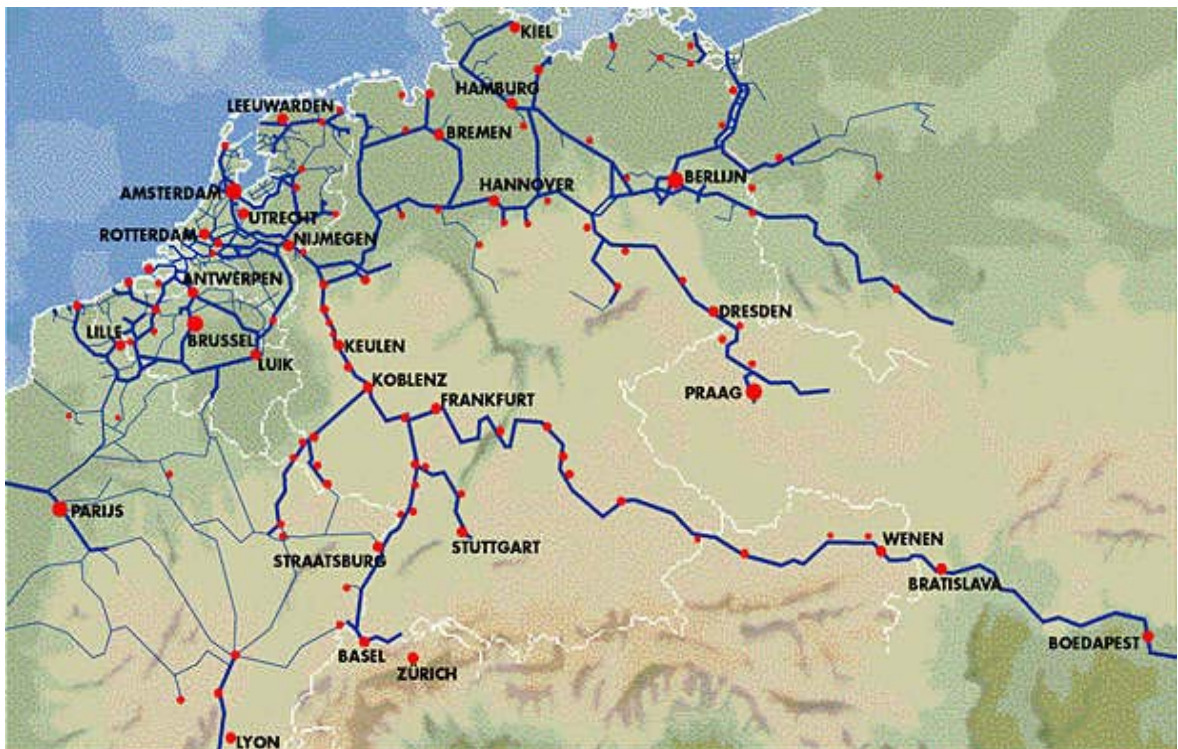 KIEL
HAMBURG
LEEUWARDEN
BREMEN
AMSTERDAM
HANNOVER
BERLIJN
UTRECHT
ROTTERDAM
NIJMEGEN
ANTWERPEN
DRESDEN
LILLE
BRUSSEL
KEULEN
LUIK
KOBLENZ
PRAAG
FRANKFURT
PARIJS
STUTTGART
WENEN
STRAATSBURG
BRATISLAVA
BOEDAPEST
BASEL
ZÜRICH
LYON